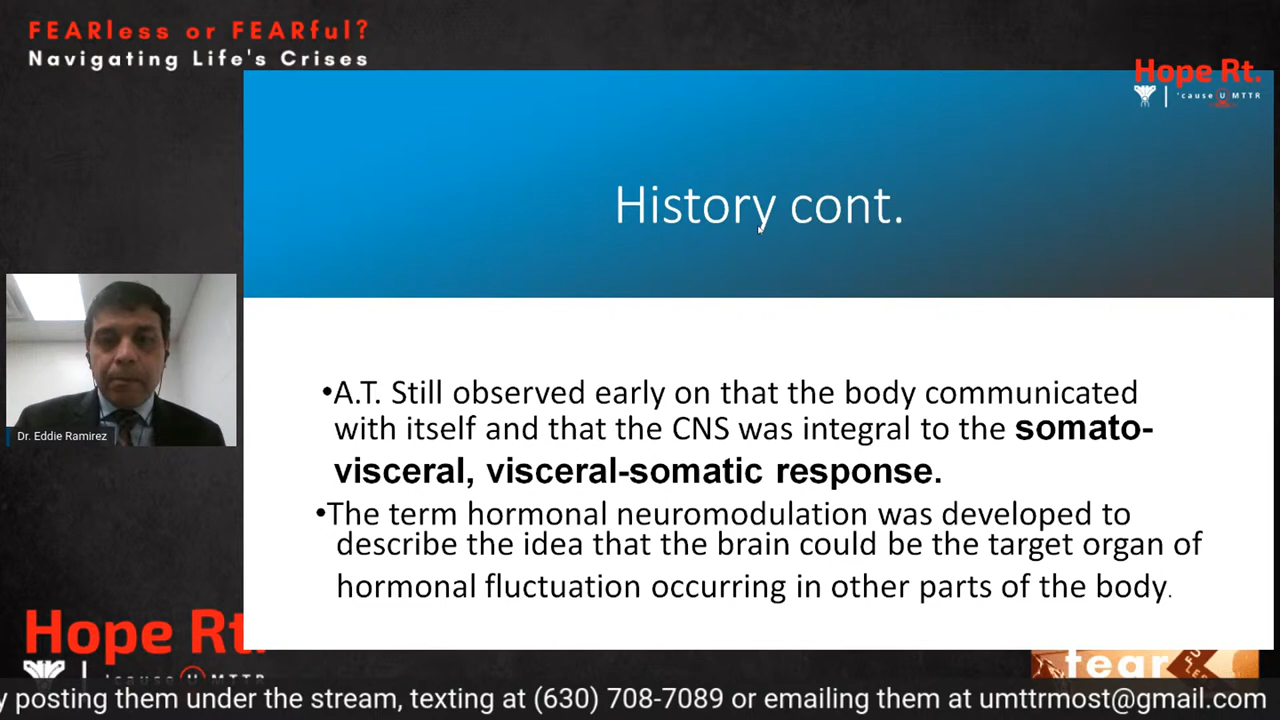 FEARless or FEARful?
Navigating Life's Crises
Hope Rt.
'cause U MTTR
History cont.
Dr. Eddie Ramirez
•A.T. Still observed early on that the body communicated
with itself and that the CNS was integral to the somato-
visceral, visceral-somatic response.
•The term hormonal neuromodulation was developed to
describe the idea that the brain could be the target organ of
hormonal fluctuation occurring in other parts of the body.
Hope Rt.
'cause U MTTR
fear
y posting them under the stream, texting at (630) 708-7089 or emailing them at umttrmost@gmail.com